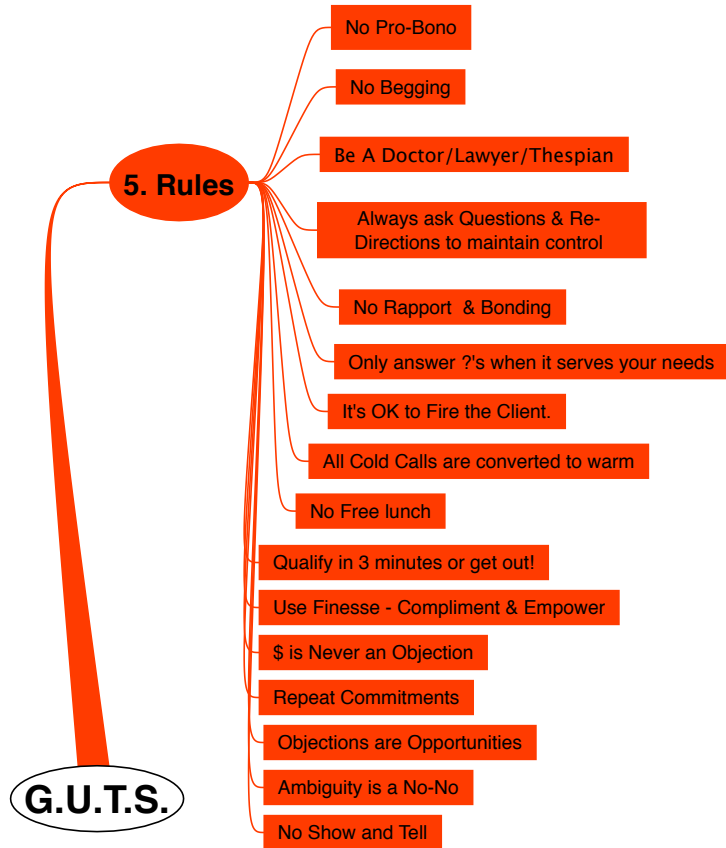 No Pro-Bono
No Begging
5. Rules
Be A Doctor/Lawyer/Thespian
Always ask Questions & Re-
Directions to maintain control
No Rapport & Bonding
Only answer ?'s when it serves your needs
It's OK to Fire the Client.
All Cold Calls are converted to warm
No Free lunch
Qualify in 3 minutes or get out!
Use Finesse - Compliment & Empower
$ is Never an Objection
Repeat Commitments
Objections are Opportunities
Ambiguity is a No-No
G.U.T.S.
No Show and Tell